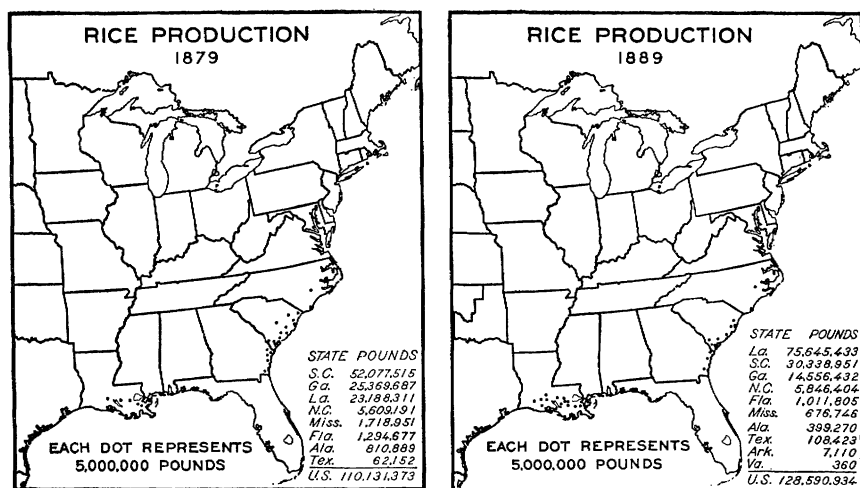 RICE PRODUCTION
1879
STATE POUNDS
S.C. 52,077,515
Ga. 25,369,687
La. 23,188,311
N.C. 5,609,191
Miss. 1,718,951
Fla. 1,294,677
Ala. 810,889
Tex. 62,152
U.S. 110,131,373
EACH DOT REPRESENTS
5,000,000 POUNDS
RICE PRODUCTION
1889
STATE POUNDS
La. 75,645,433
S.C. 30,338,951
Ga. 14,556,432
N.C. 5,846,404
Fla. 1,011,805
Miss. 676,746
Ala. 399,270
Tex. 108,423
Ark. 7,110
Va. 360
U.S. 128,590,934
EACH DOT REPRESENTS
5,000,000 POUNDS